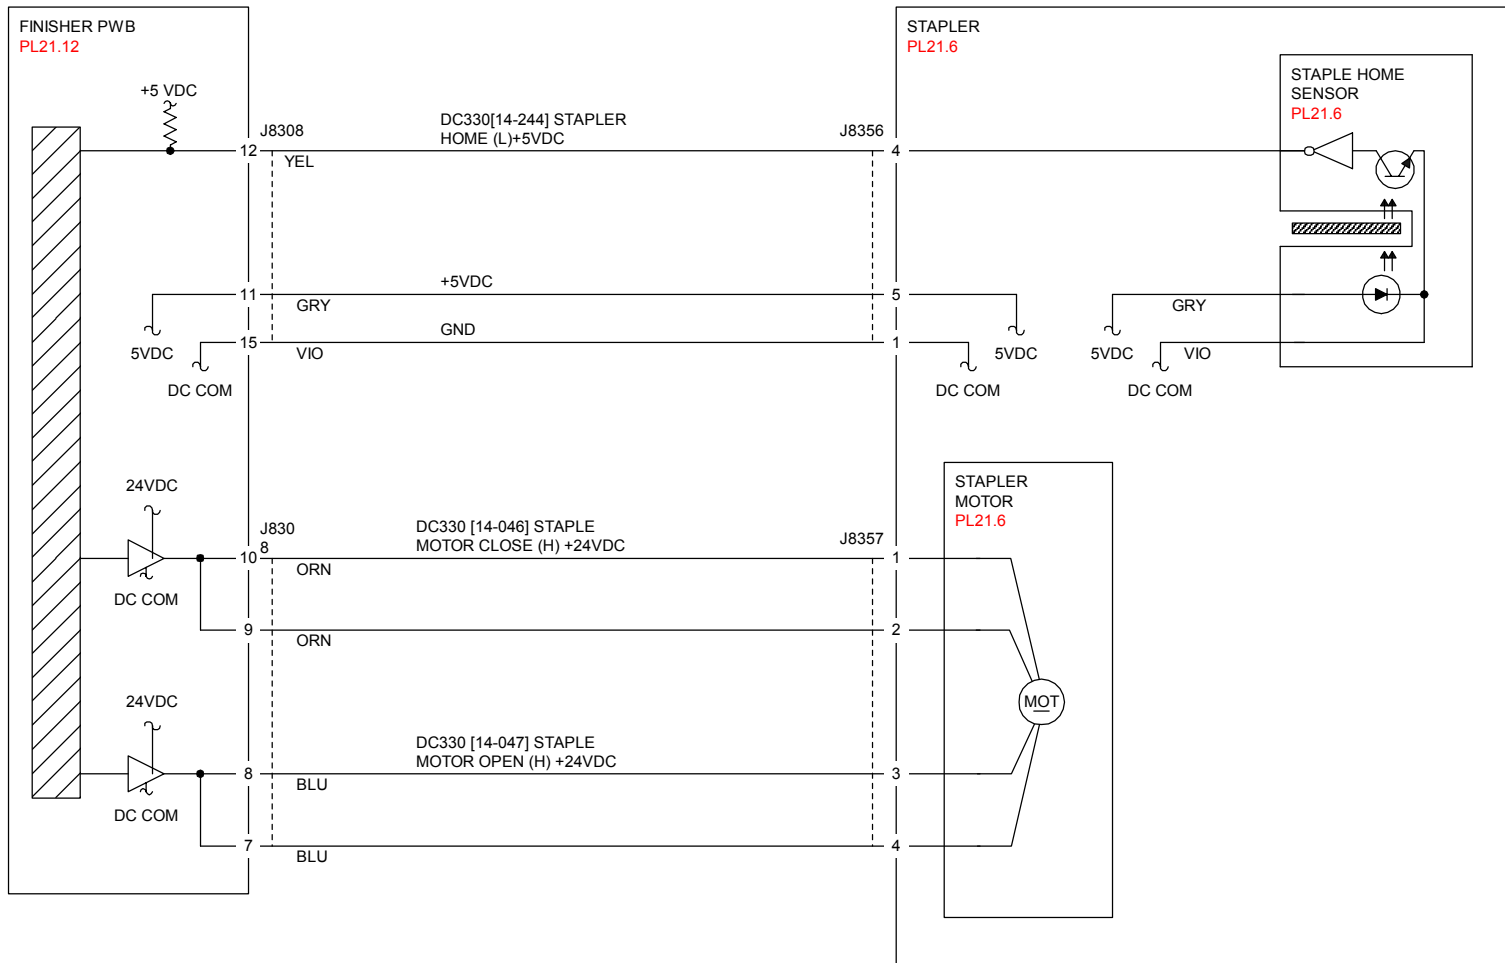 FINISHER PWB
PL21.12
STAPLER
PL21.6
STAPLE HOME
SENSOR
PL21.6
+5 VDC
J8308
DC330[14-244] STAPLER
HOME (L)+5VDC
J8356
12
YEL
4
11
GRY
+5VDC
5
GRY
5VDC
15
VIO
GND
1
5VDC
5VDC
VIO
DC COM
DC COM
DC COM
24VDC
STAPLER
MOTOR
PL21.6
J830
8
DC330 [14-046] STAPLE
MOTOR CLOSE (H) +24VDC
J8357
10
ORN
1
DC COM
9
ORN
2
24VDC
MOT
DC330 [14-047] STAPLE
MOTOR OPEN (H) +24VDC
8
BLU
3
DC COM
7
BLU
4